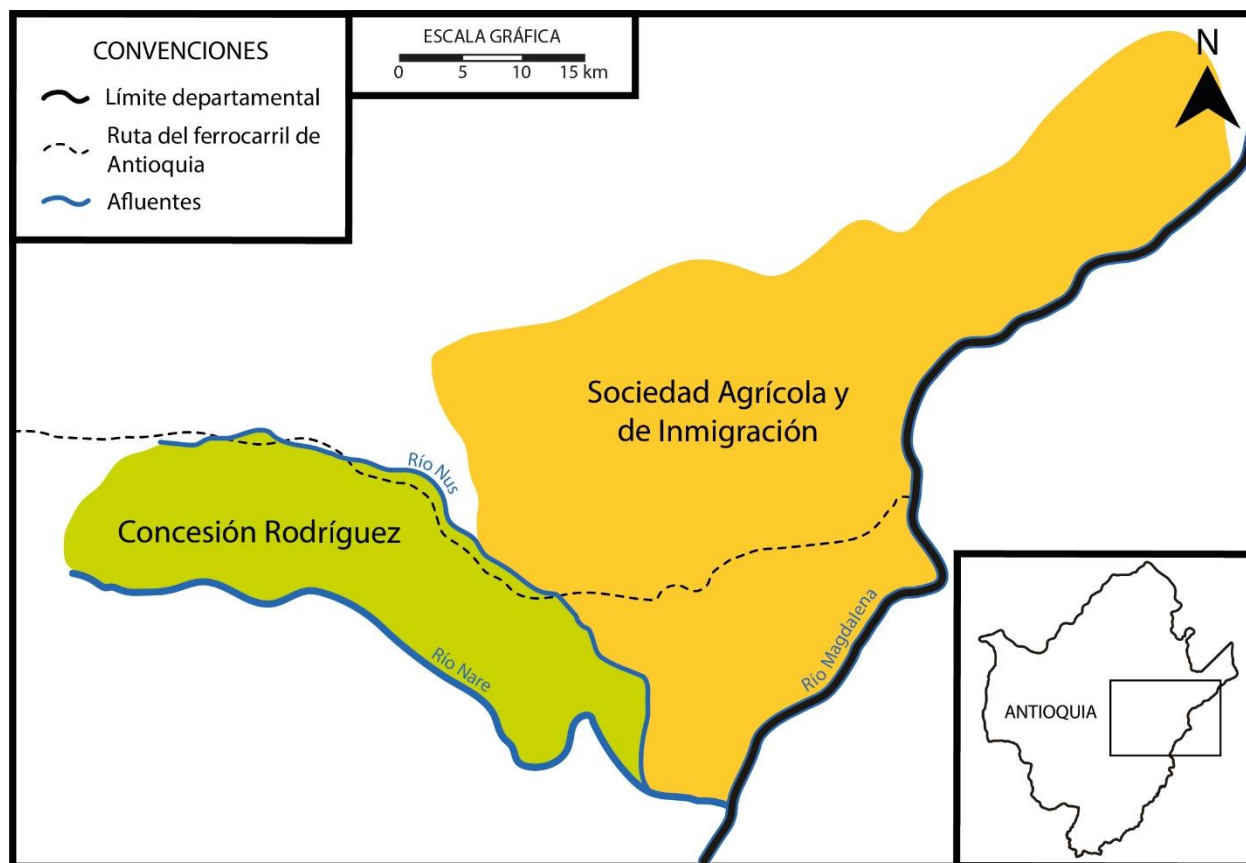 CONVENCIONES
Límite departamental
Ruta del ferrocarril de
Antioquia
Afluentes
ESCALA GRÁFICA
0 5 10 15 km
N
Sociedad Agrícola y
de Inmigración
Río Nus
Concesión Rodríguez
Río Nare
Río Magdalena
ANTIOQUIA